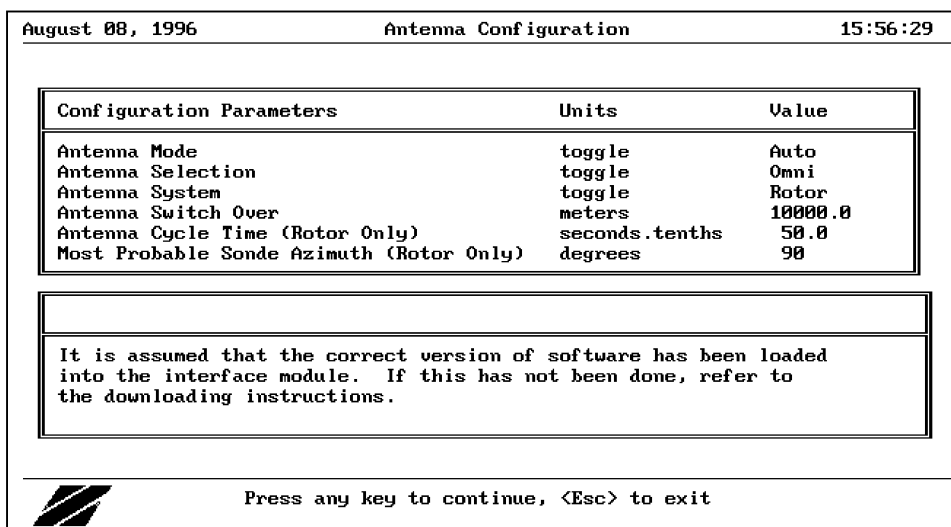 August 08, 1996 Antenna Configuration 15:56:29
Configuration Parameters Units Value
Antenna Mode toggle Auto
Antenna Selection toggle Omni
Antenna System toggle Rotor
Antenna Switch Over meters 10000.0
Antenna Cycle Time (Rotor Only) seconds.tenths 50.0
Most Probable Sonde Azimuth (Rotor Only) degrees 90
It is assumed that the correct version of software has been loaded
into the interface module. If this has not been done, refer to
the downloading instructions.
Press any key to continue, <Esc> to exit